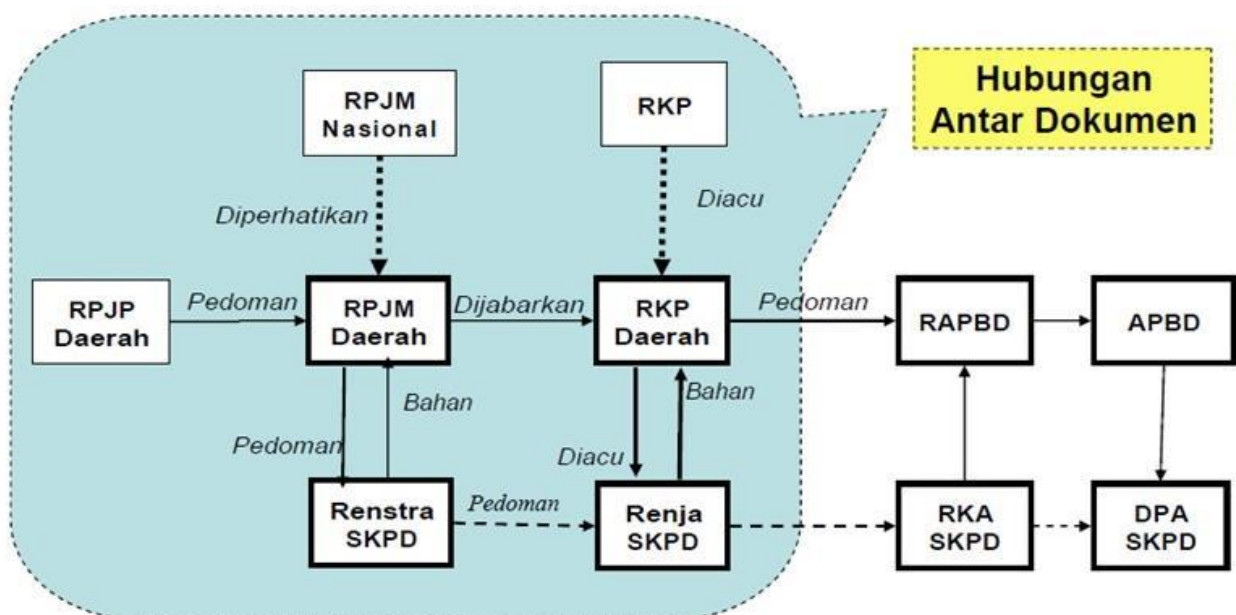 Hubungan
Antar Dokumen
RPJM
Nasional
RKP
Diperhatikan
Diacu
RPJP
Daerah
Pedoman
RPJM
Daerah
Dijabarkan
RKP
Daerah
Pedoman
RAPBD
APBD
Pedoman
Bahan
Diacu
Bahan
Renstra
SKPD
Pedoman
Renja
SKPD
RKA
SKPD
DPA
SKPD